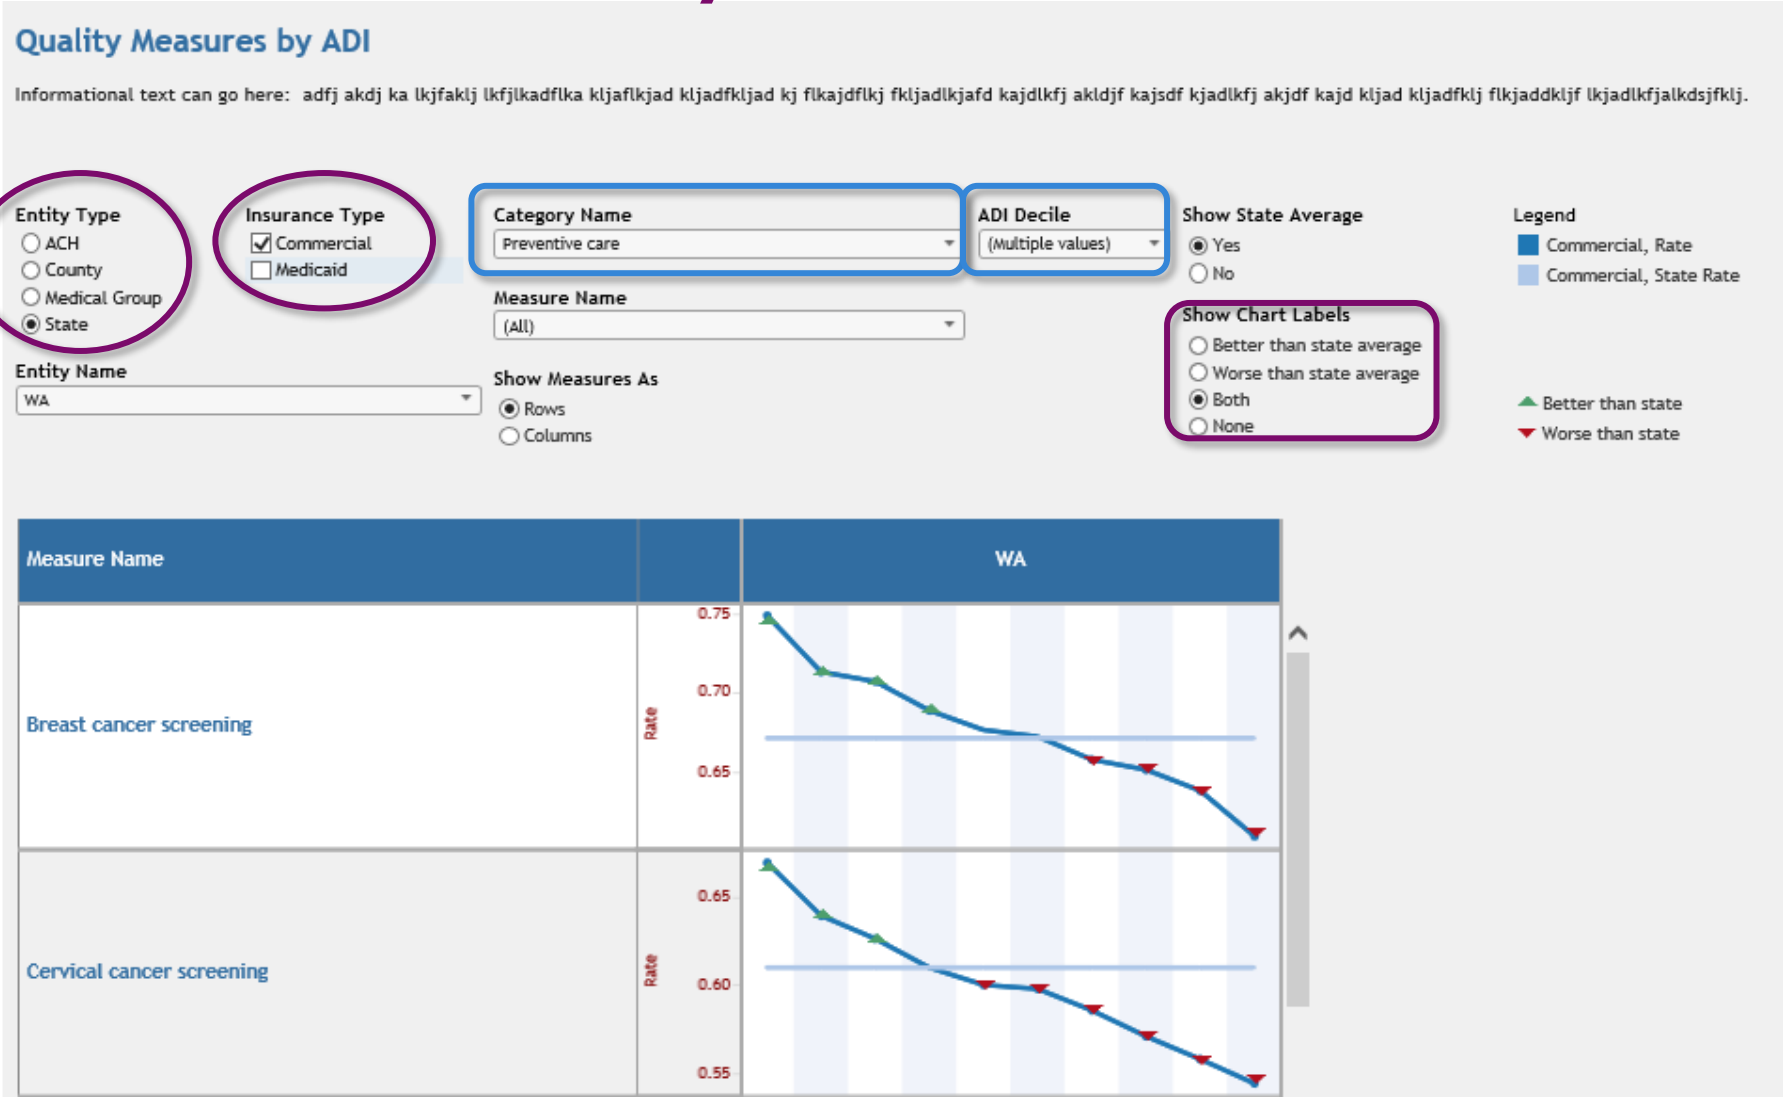 Quality Measures by ADI
Informational text can go here:  adfj akdj ka lkjfaklj lkfjlkadflka kljaflkjad kljadfkljad kj flkajdflkj fkljadlkjafd kajdlkfj akldjf kajsdf kjadlkfj akjdf kajd kljad kljadfklj flkjaddkljf lkjadlkfjalkdsjfklj.
Entity Type
ACH
County
Medical Group
State
Entity Name
WA
Insurance Type
Commercial
Medicaid
Category Name
Preventive care
Measure Name
(All)
Show Measures As
Rows
Columns
ADI Decile
(Multiple values)
Show State Average
Yes
No
Show Chart Labels
Better than state average
Worse than state average
Both
None
Legend
Commercial, Rate
Commercial, State Rate
Better than state
Worse than state
Measure Name
WA
Breast cancer screening
Rate
0.75
0.70
0.65
Cervical cancer screening
Rate
0.65
0.60
0.55